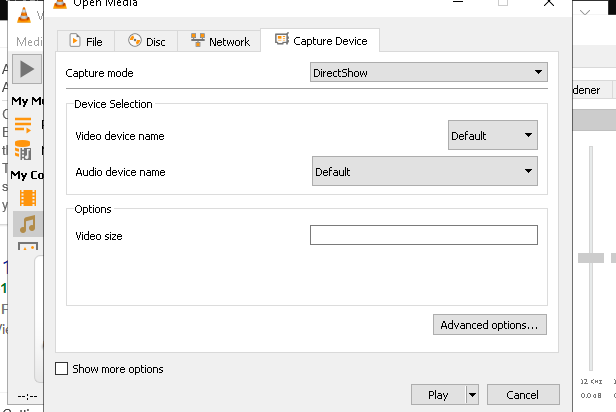 Open Media
Media
File
Disc
Network
Capture Device
Capture mode
DirectShow
dener
My Mu
Device Selection
Video device name
Default
Audio device name
Default
My Co
Options
Video size
Advanced options...
Show more options
12 KHz
0.0 dB
--:--
Play
Cancel